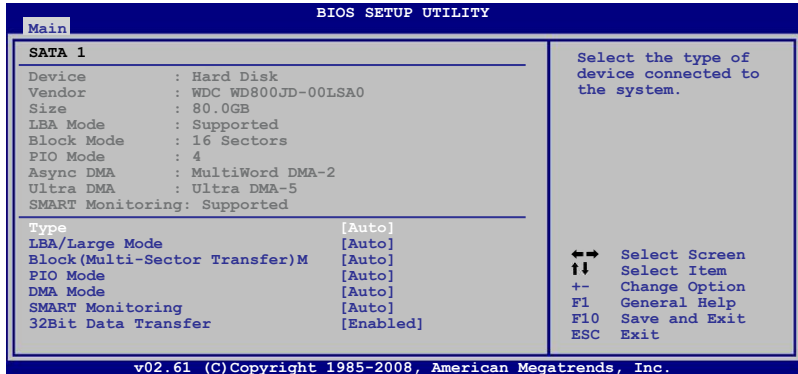 BIOS SETUP UTILITY
Main
SATA 1
Device : Hard Disk
Vendor : WDC WD800JD-00LSA0
Size : 80.0GB
LBA Mode : Supported
Block Mode : 16 Sectors
PIO Mode : 4
Async DMA : MultiWord DMA-2
Ultra DMA : Ultra DMA-5
SMART Monitoring: Supported
Type [Auto]
LBA/Large Mode [Auto]
Block(Multi-Sector Transfer)M [Auto]
PIO Mode [Auto]
DMA Mode [Auto]
SMART Monitoring [Auto]
32Bit Data Transfer [Enabled]
Select the type of
device connected to
the system.
←→ Select Screen
↑↓ Select Item
+- Change Option
F1 General Help
F10 Save and Exit
ESC Exit
v02.61 (C)Copyright 1985-2008, American Megatrends, Inc.